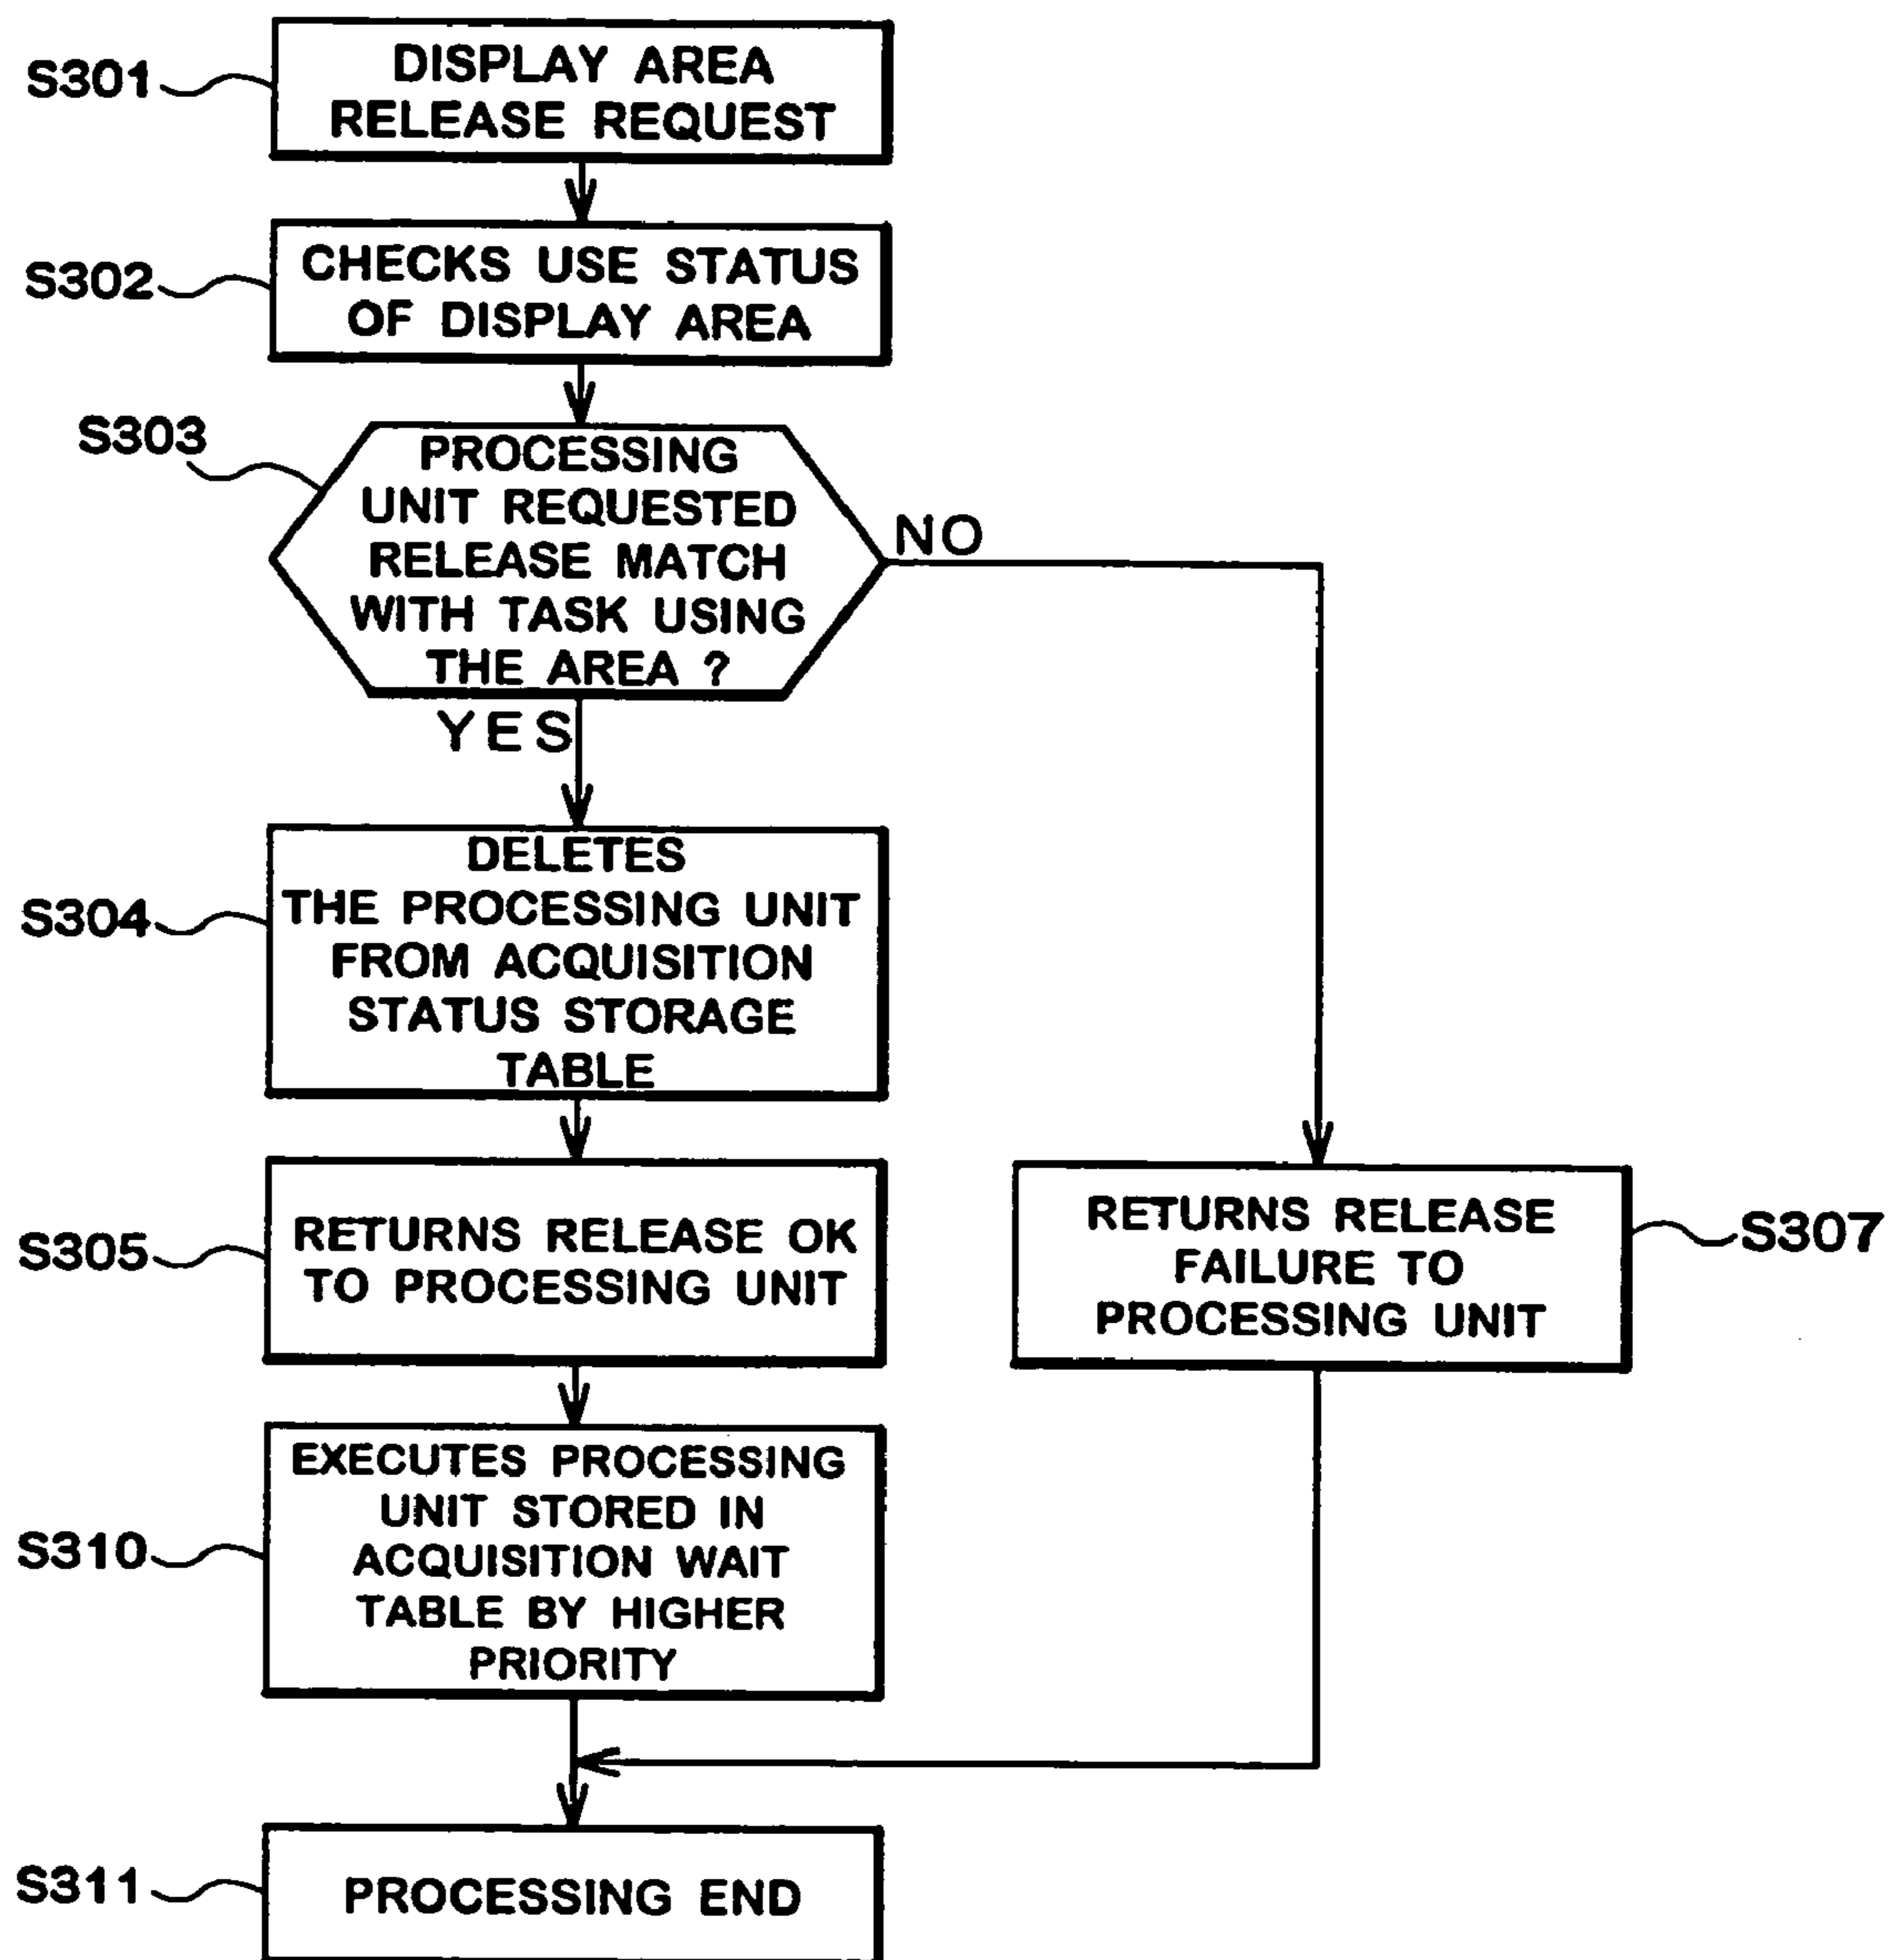 S301
DISPLAY AREA
RELEASE REQUEST
S302
CHECKS USE STATUS
OF DISPLAY AREA
S303
PROCESSING
UNIT REQUESTED
RELEASE MATCH
WITH TASK USING
THE AREA ?
NO
YES
S304
DELETES
THE PROCESSING UNIT
FROM ACQUISITION
STATUS STORAGE
TABLE
S305
RETURNS RELEASE OK
TO PROCESSING UNIT
RETURNS RELEASE
FAILURE TO
PROCESSING UNIT
S307
S310
EXECUTES PROCESSING
UNIT STORED IN
ACQUISITION WAIT
TABLE BY HIGHER
PRIORITY
S311
PROCESSING END